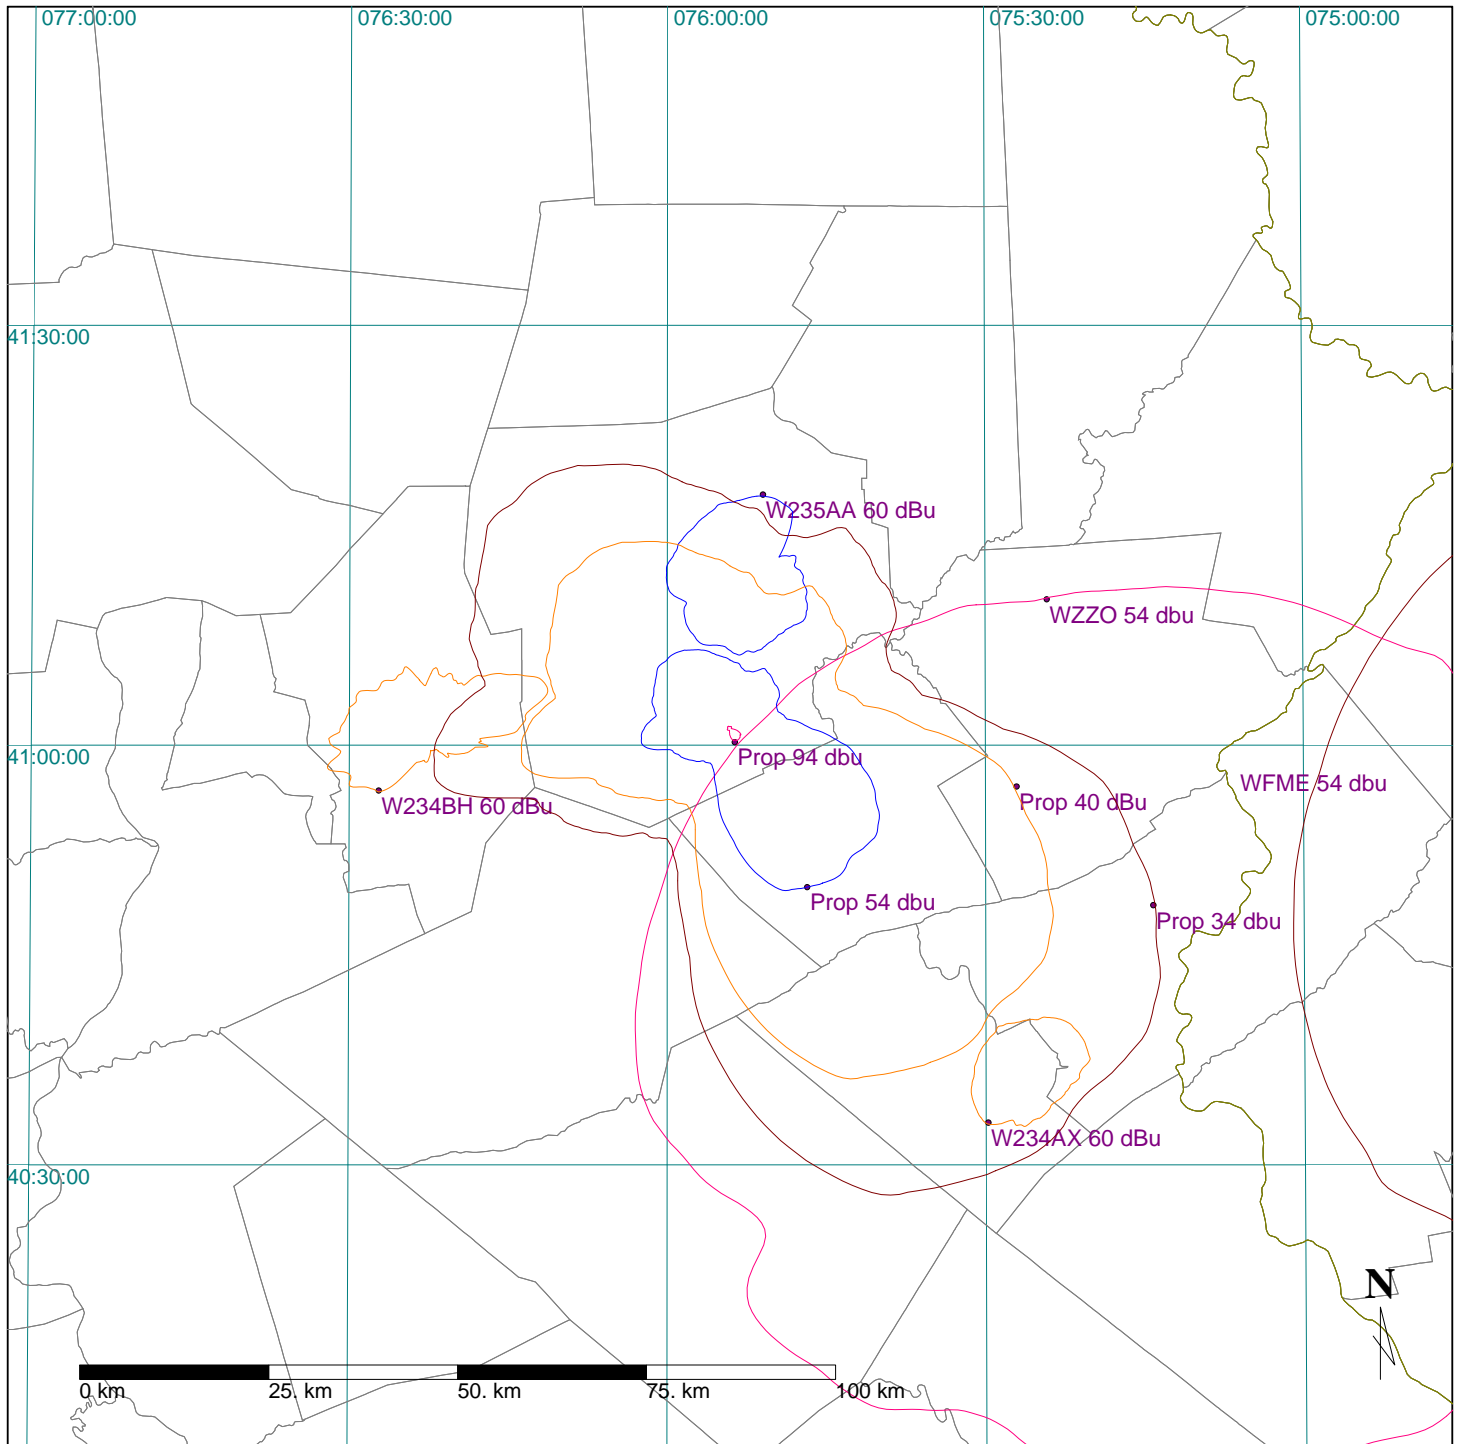 077:00:00 076:30:00 076:00:00 075:30:00 075:00:00
41:30:00
W235AA 60 dBu
WZZO 54 dbu
41:00:00
Prop 94 dbu
WFME 54 dbu
Prop 40 dBu
W234BH 60 dBu
Prop 54 dbu
Prop 34 dbu
W234AX 60 dBu
40:30:00
N
0 km 25. km 50. km 75. km 100 km